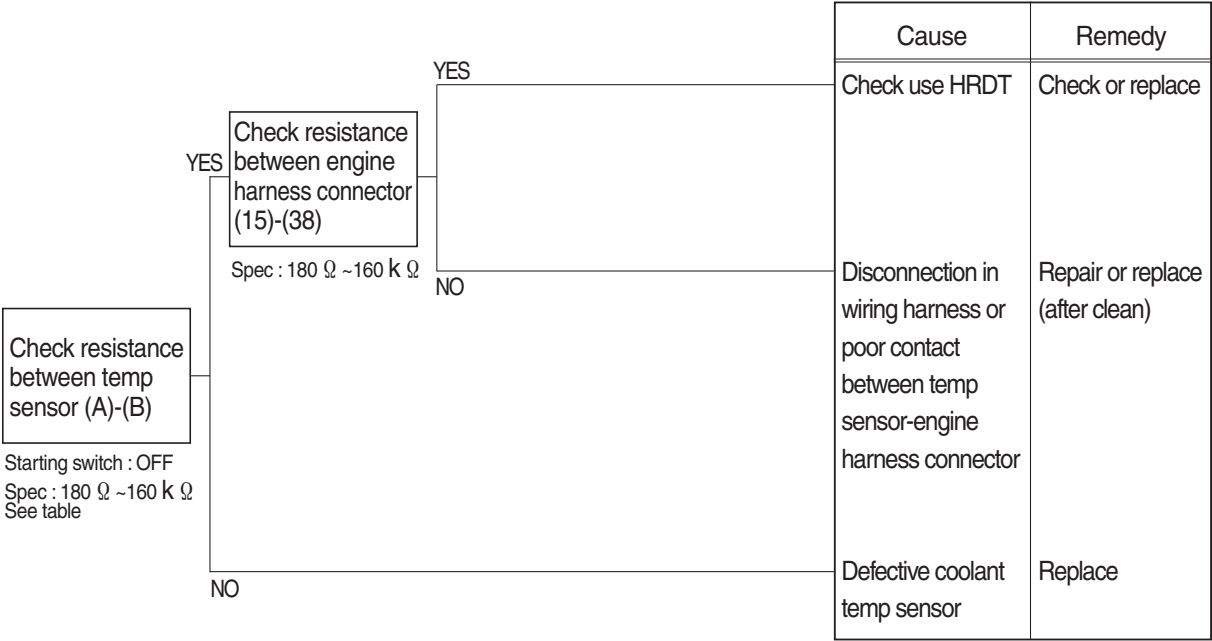 Cause
Remedy
YES
Check use HRDT
Check or replace
YES
Check resistance
between engine
harness connector
(15)-(38)
Spec : 180 Ω ~160 k Ω
NO
Disconnection in
wiring harness or
poor contact
between temp
sensor-engine
harness connector
Repair or replace
(after clean)
Check resistance
between temp
sensor (A)-(B)
Starting switch : OFF
Spec : 180 Ω ~160 k Ω
See table
NO
Defective coolant
temp sensor
Replace